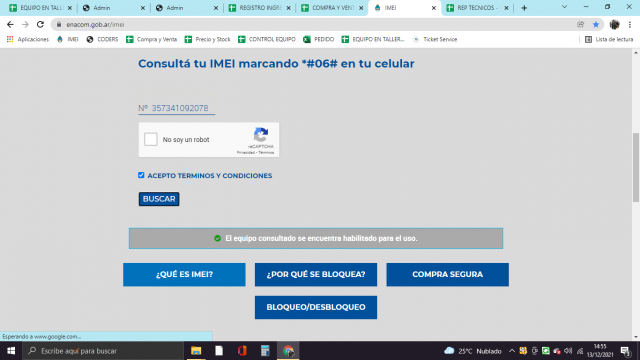 EQUIPO EN TALLE
Admin
Admin
REGISTRO INGRE
COMPRA Y VENT
IMEI
REP TECNICOS -
enacom.gob.ar/imei
Aplicaciones
IMEI
CODERS
Compra y Venta
Precio y Stock
CONTROL EQUIPO
PEDIDO
EQUIPO EN TALLER...
Ticket Service
Lista de lectura
Consultá tu IMEI marcando *#06# en tu celular
Nº 357341092078
No soy un robot
reCAPTCHA
Privacidad - Términos
ACEPTO TERMINOS Y CONDICIONES
BUSCAR
El equipo consultado se encuentra habilitado para el uso.
¿QUÉ ES IMEI?
¿POR QUÉ SE BLOQUEA?
COMPRA SEGURA
BLOQUEO/DESBLOQUEO
Esperando a www.google.com...
Escribe aquí para buscar
25°C Nublado
14:55
13/12/2021